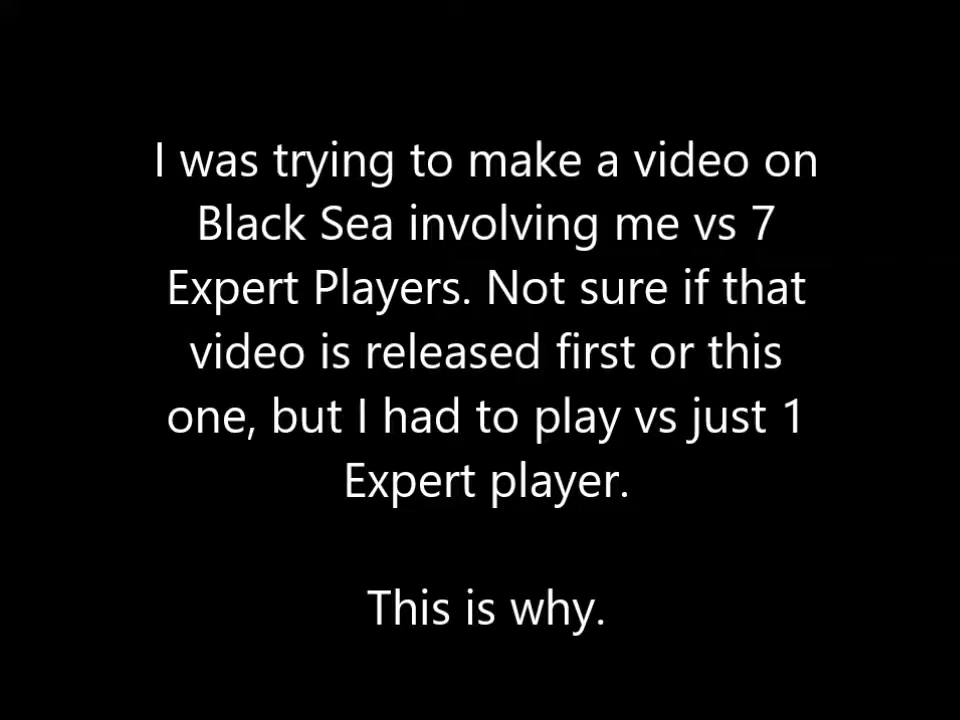 I was trying to make a video on
Black Sea involving me vs 7
Expert Players. Not sure if that
video is released first or this
one, but I had to play vs just 1
Expert player.
This is why.